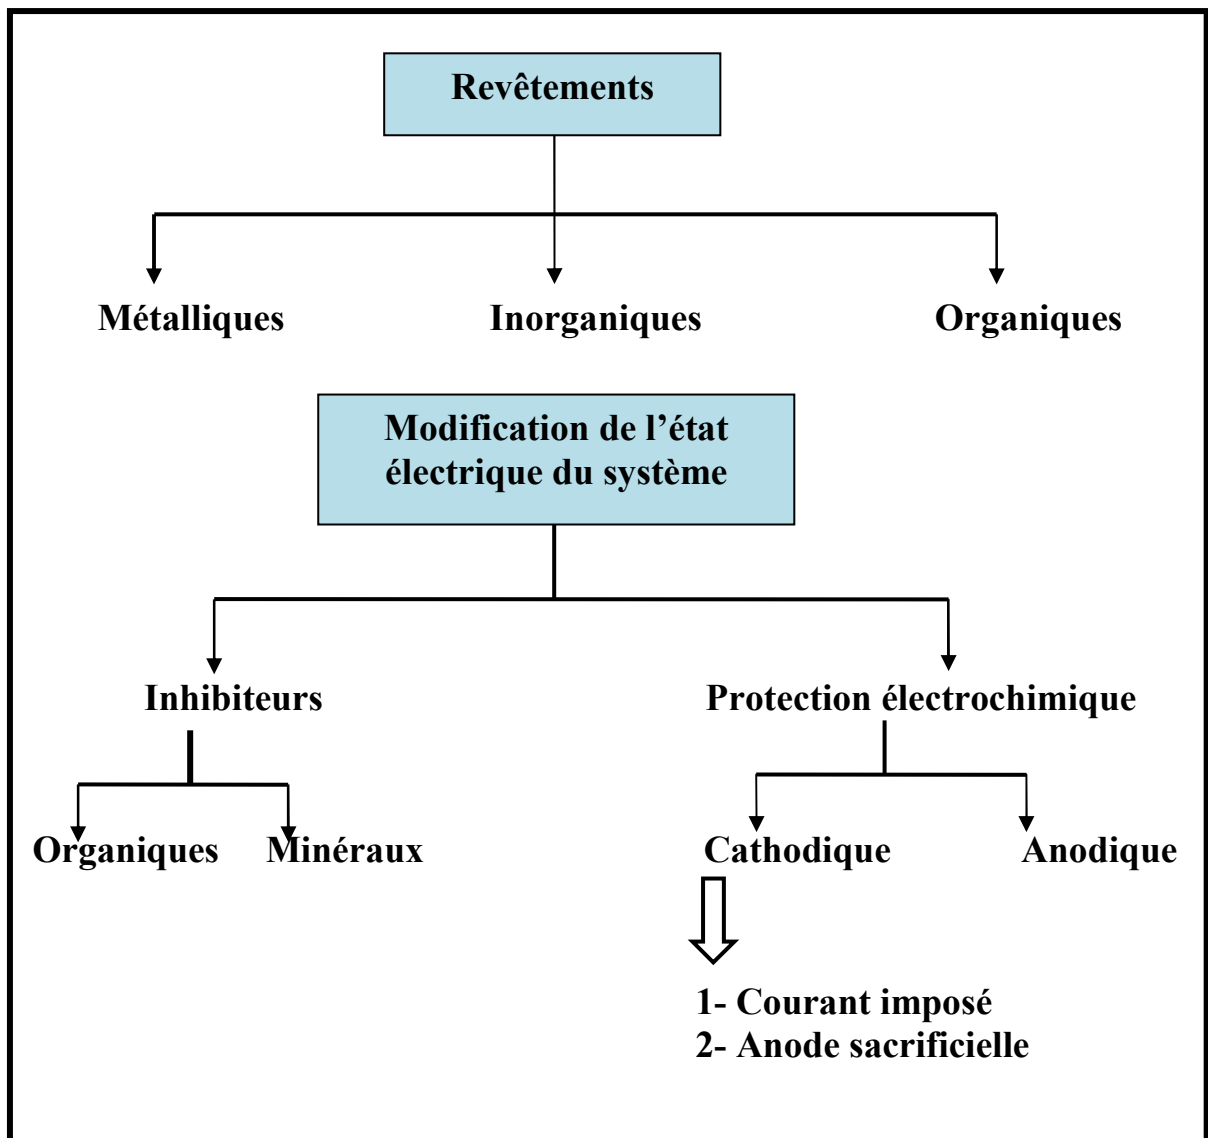 Revêtements
Métalliques Inorganiques Organiques
Modification de l’état
électrique du système
Inhibiteurs Protection électrochimique
Organiques Minéraux Cathodique Anodique
1- Courant imposé
2- Anode sacrificielle